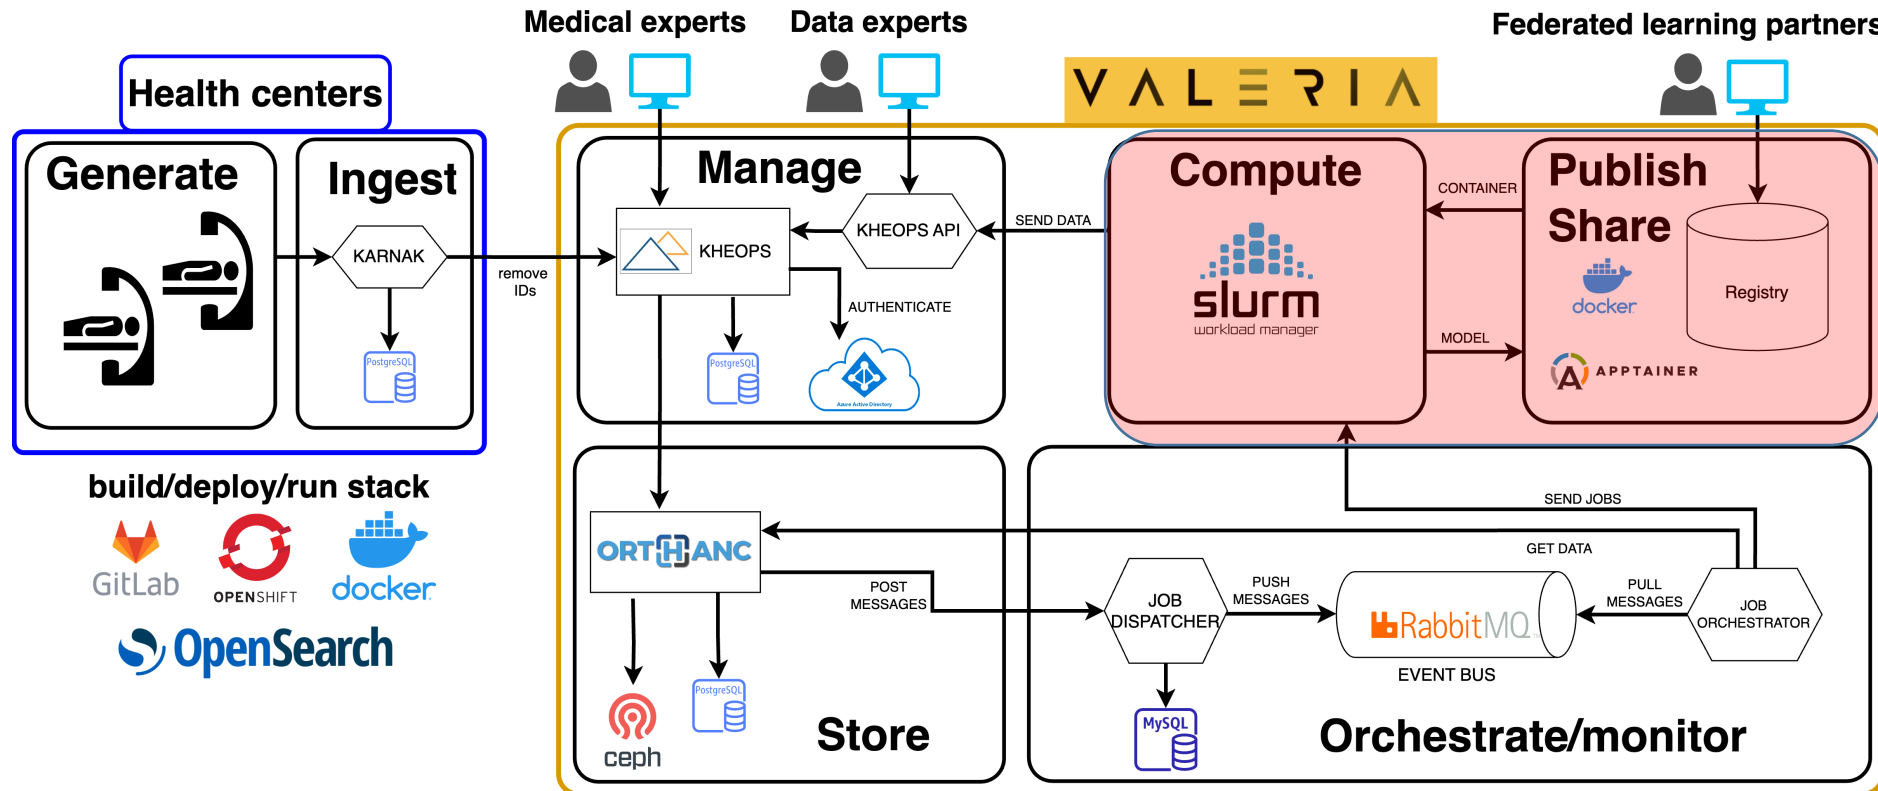 Medical experts
Data experts
Federated learning partners
VALERIA
Health centers
Generate
Ingest
KARNAK
PostgreSQL
remove
IDs
Manage
KHEOPS
KHEOPS API
AUTHENTICATE
PostgreSQL
Azure Active Directory
SEND DATA
Compute
slurm
workload manager
CONTAINER
MODEL
Publish
Share
docker
APPTAINER
Registry
build/deploy/run stack
GitLab
OPENSHIFT
docker
OpenSearch
ORTHANC
POST
MESSAGES
ceph
PostgreSQL
Store
SEND JOBS
GET DATA
JOB
DISPATCHER
PUSH
MESSAGES
RabbitMQ
EVENT BUS
PULL
MESSAGES
JOB
ORCHESTRATOR
MySQL
Orchestrate/monitor